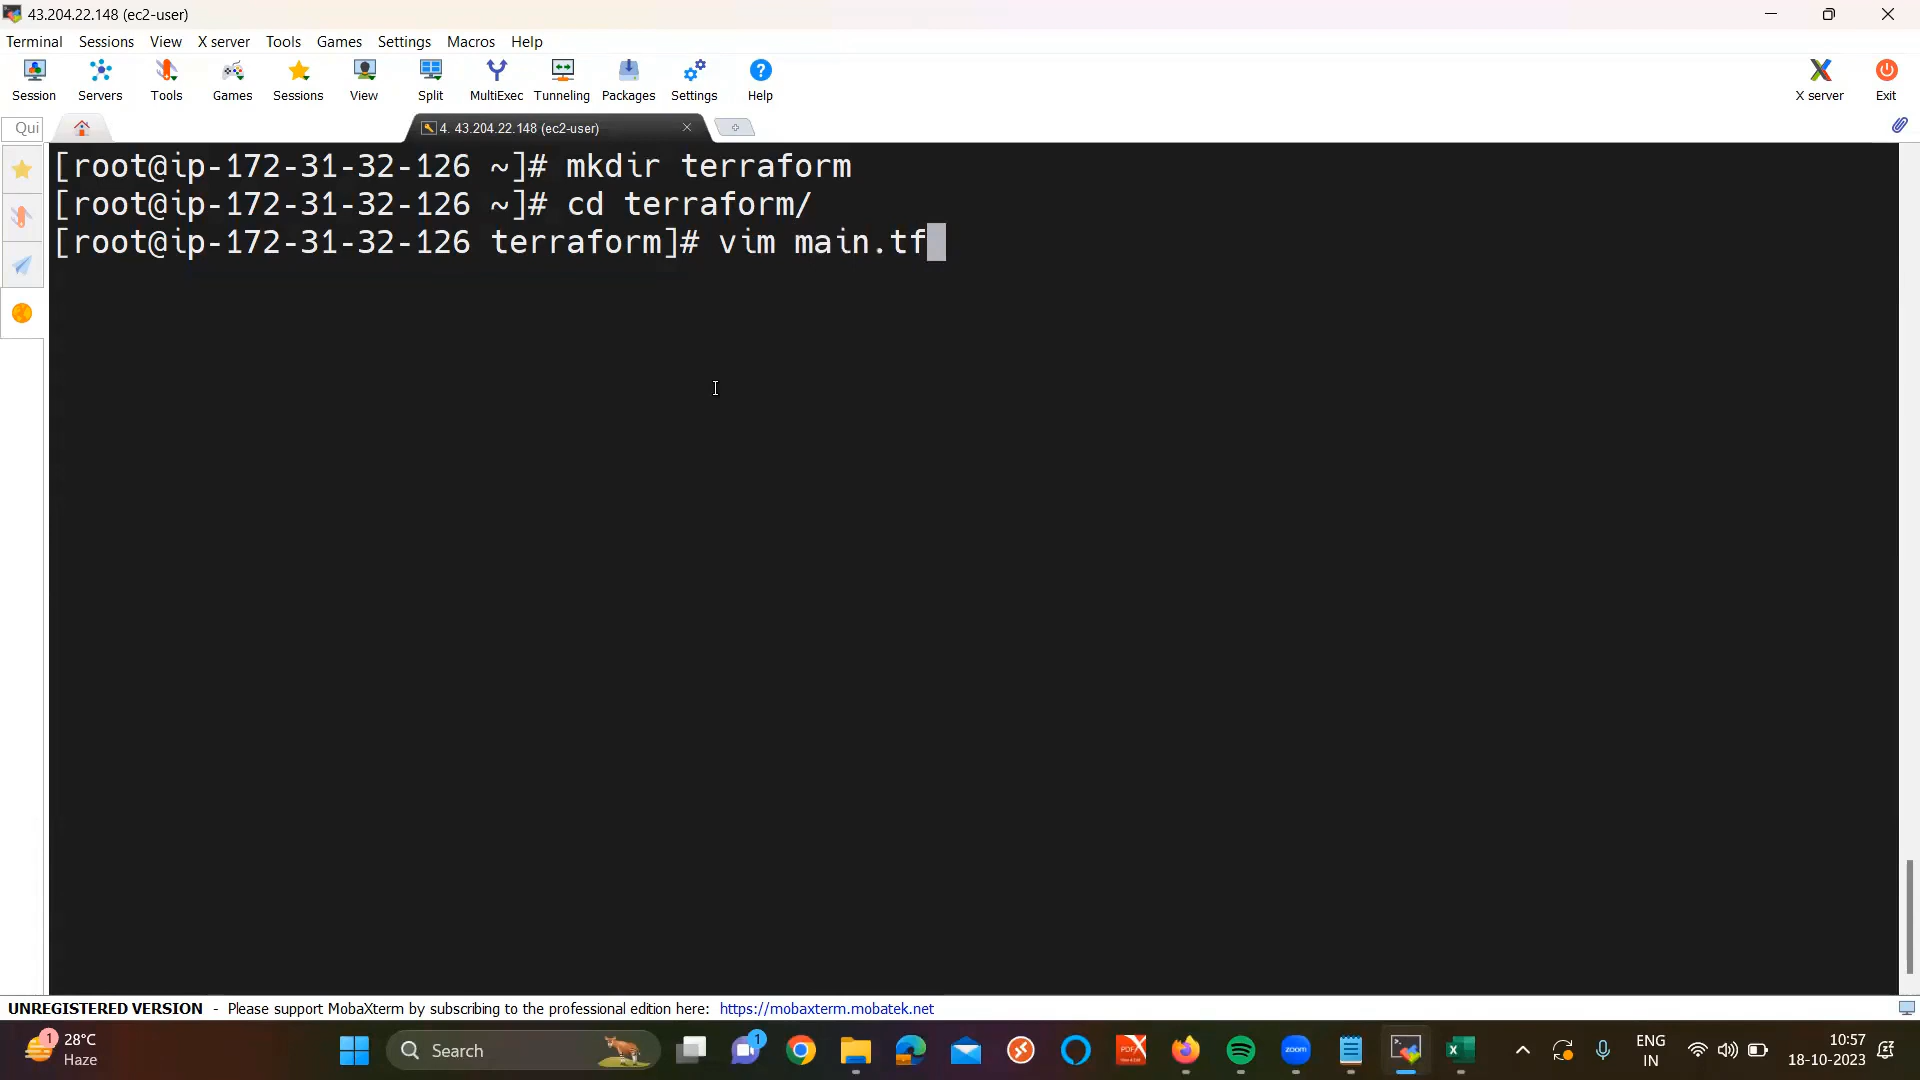 43.204.22.148 (ec2-user)
Terminal Sessions View X server Tools Games Settings Macros Help
Session Servers Tools Games Sessions View Split MultiExec Tunneling Packages Settings Help X server Exit
Qui 4. 43.204.22.148 (ec2-user)
[root@ip-172-31-32-126 ~]# mkdir terraform
[root@ip-172-31-32-126 ~]# cd terraform/
[root@ip-172-31-32-126 terraform]# vim main.tf
UNREGISTERED VERSION - Please support MobaXterm by subscribing to the professional edition here: https://mobaxterm.mobatek.net
1 28°C
Haze
Search
1
zoom
ENG
IN
10:57
18-10-2023